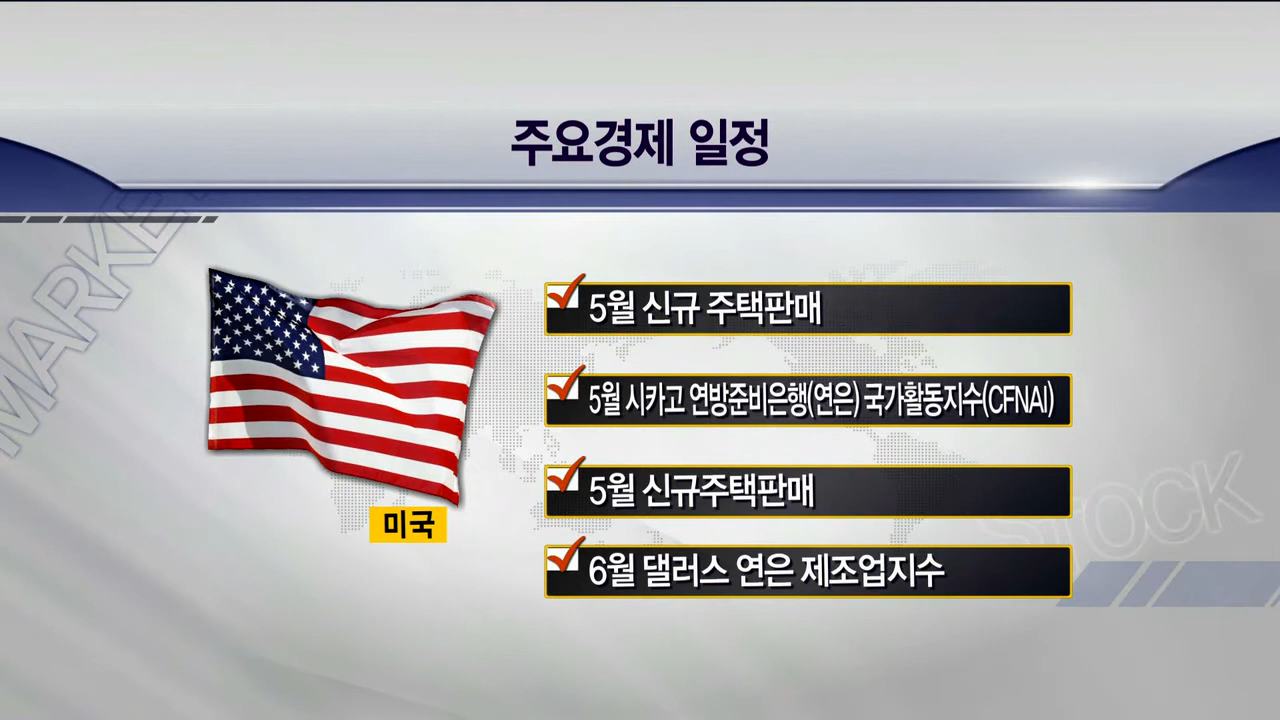 주요경제 일정
MARKET
5월 신규 주택판매
5월 시카고 연방준비은행(연은) 국가활동지수(CFNAI)
5월 신규주택판매
STOCK
미국
6월 댈러스 연은 제조업지수